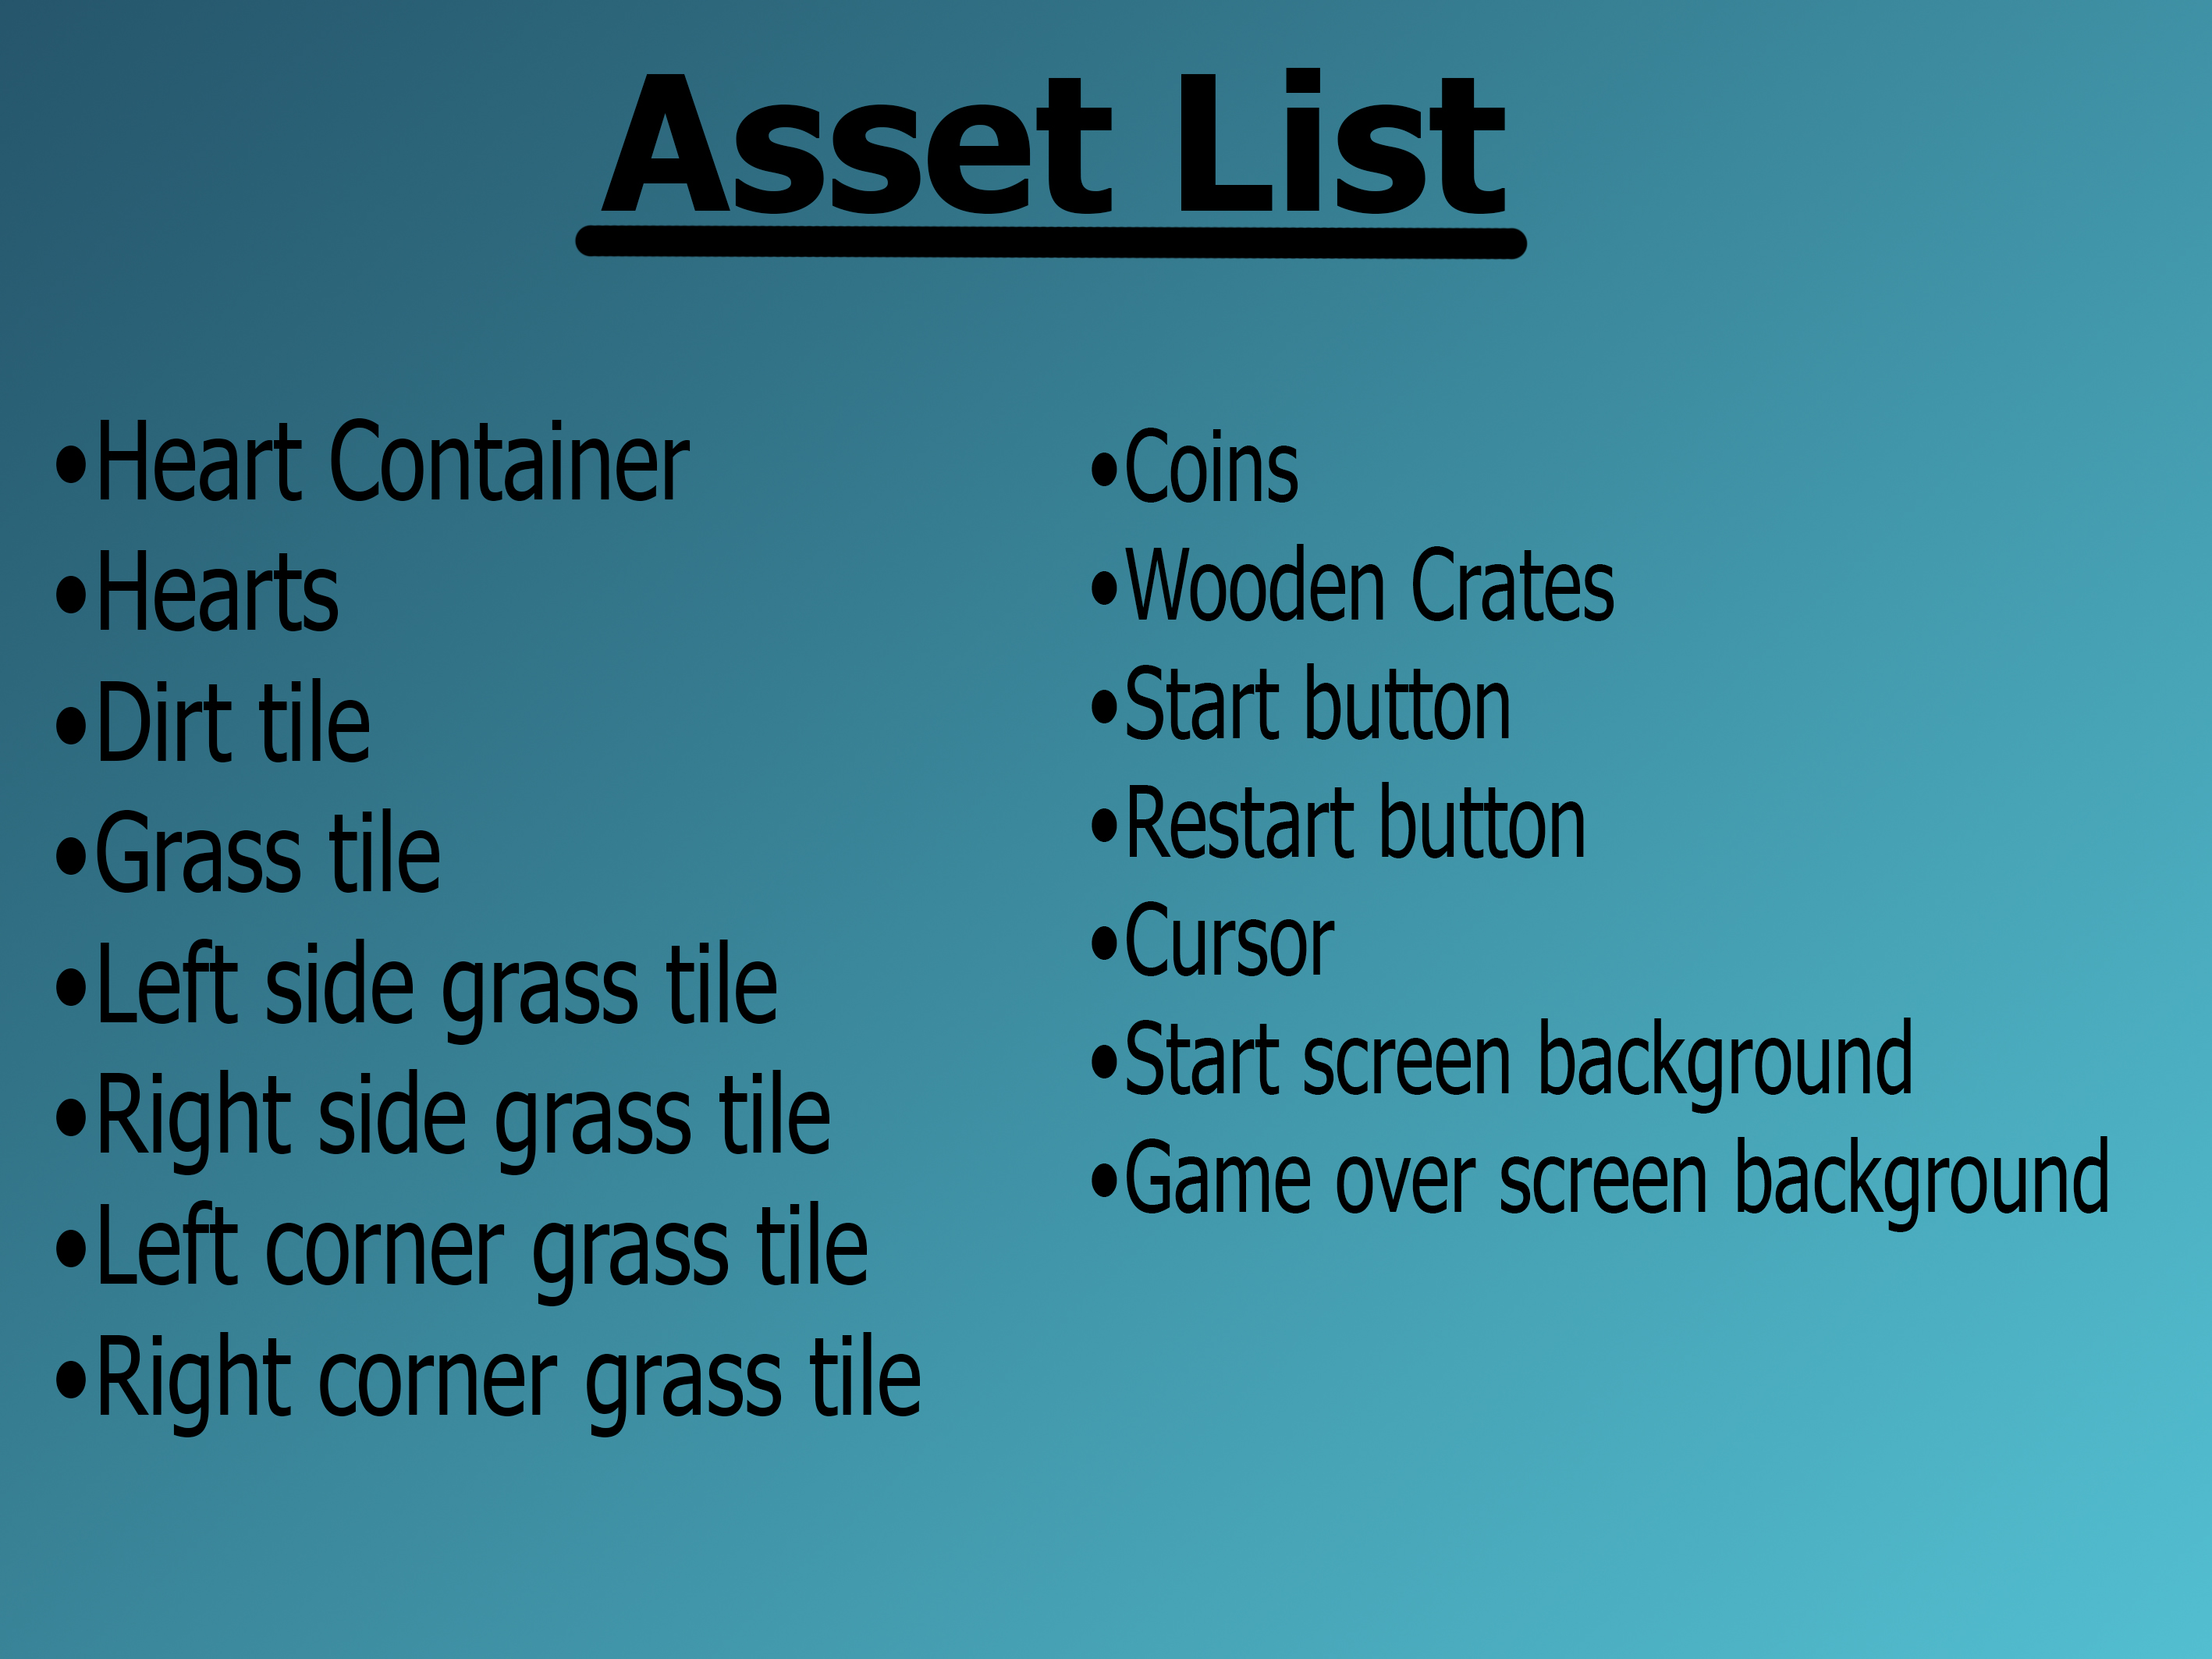 Asset List
•Heart Container
•Hearts
•Dirt tile
•Grass tile
•Left side grass tile
•Right side grass tile
•Left corner grass tile
•Right corner grass tile
•Coins
•Wooden Crates
•Start button
•Restart button
•Cursor
•Start screen background
•Game over screen background